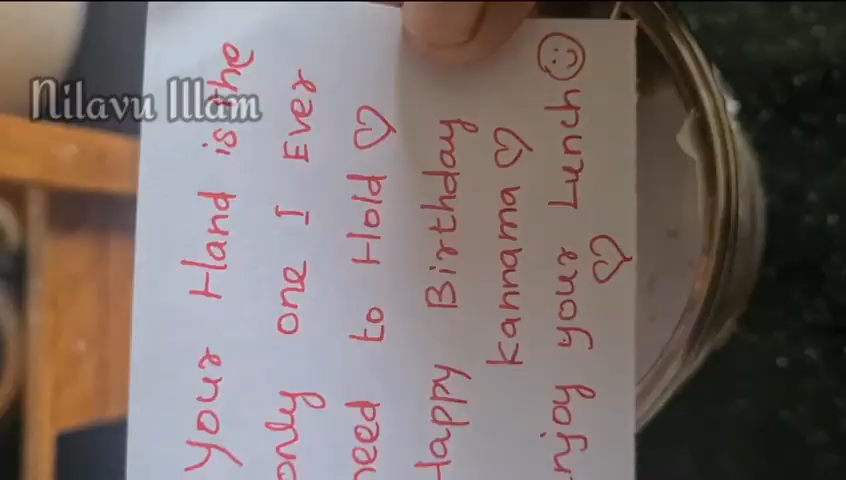 Nilavu Illam
Your Hand is the
only one I Ever
need to Hold ♡
Happy Birthday
kannama ♡
njoy your Lunch ☺
♡